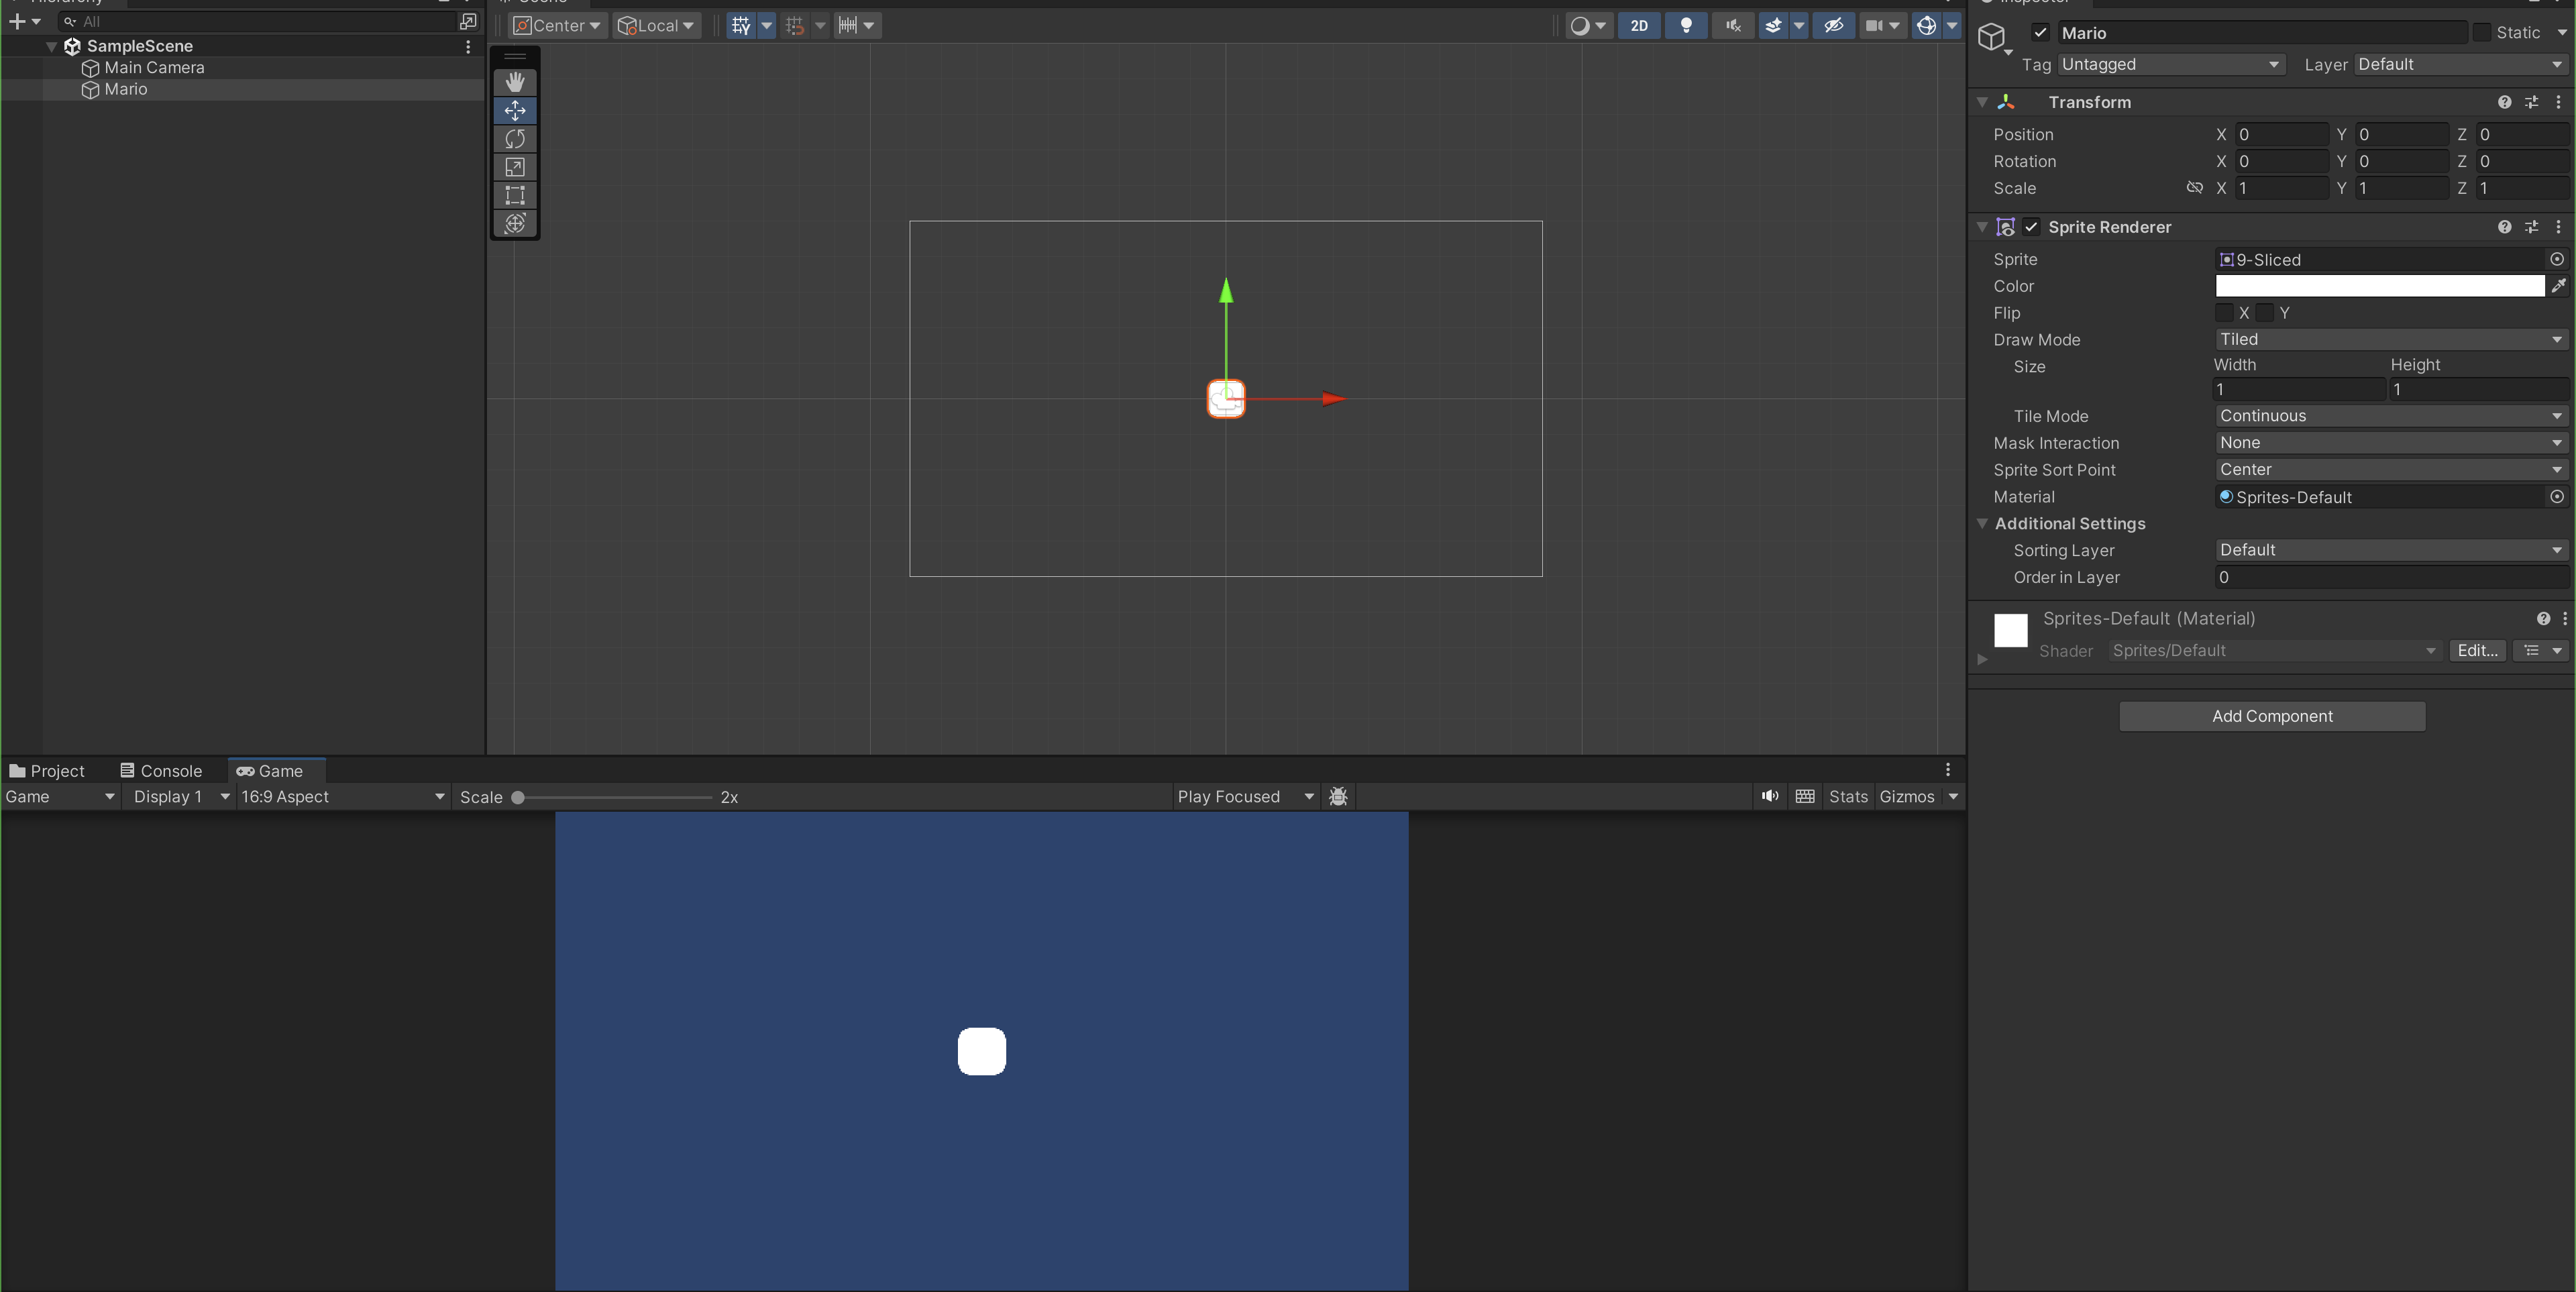 Hierarchy
All
SampleScene
Main Camera
Mario
Scene
Center
Local
2D
Inspector
Mario
Static
Tag Untagged Layer Default
Transform
Position X 0 Y 0 Z 0
Rotation X 0 Y 0 Z 0
Scale X 1 Y 1 Z 1
Sprite Renderer
Sprite 9-Sliced
Color
Flip X Y
Draw Mode Tiled
Size Width Height
1 1
Tile Mode Continuous
Mask Interaction None
Sprite Sort Point Center
Material Sprites-Default
Additional Settings
Sorting Layer Default
Order in Layer 0
Sprites-Default (Material)
Shader Sprites/Default Edit...
Add Component
Project Console Game
Game Display 1 16:9 Aspect Scale 2x Play Focused Stats Gizmos